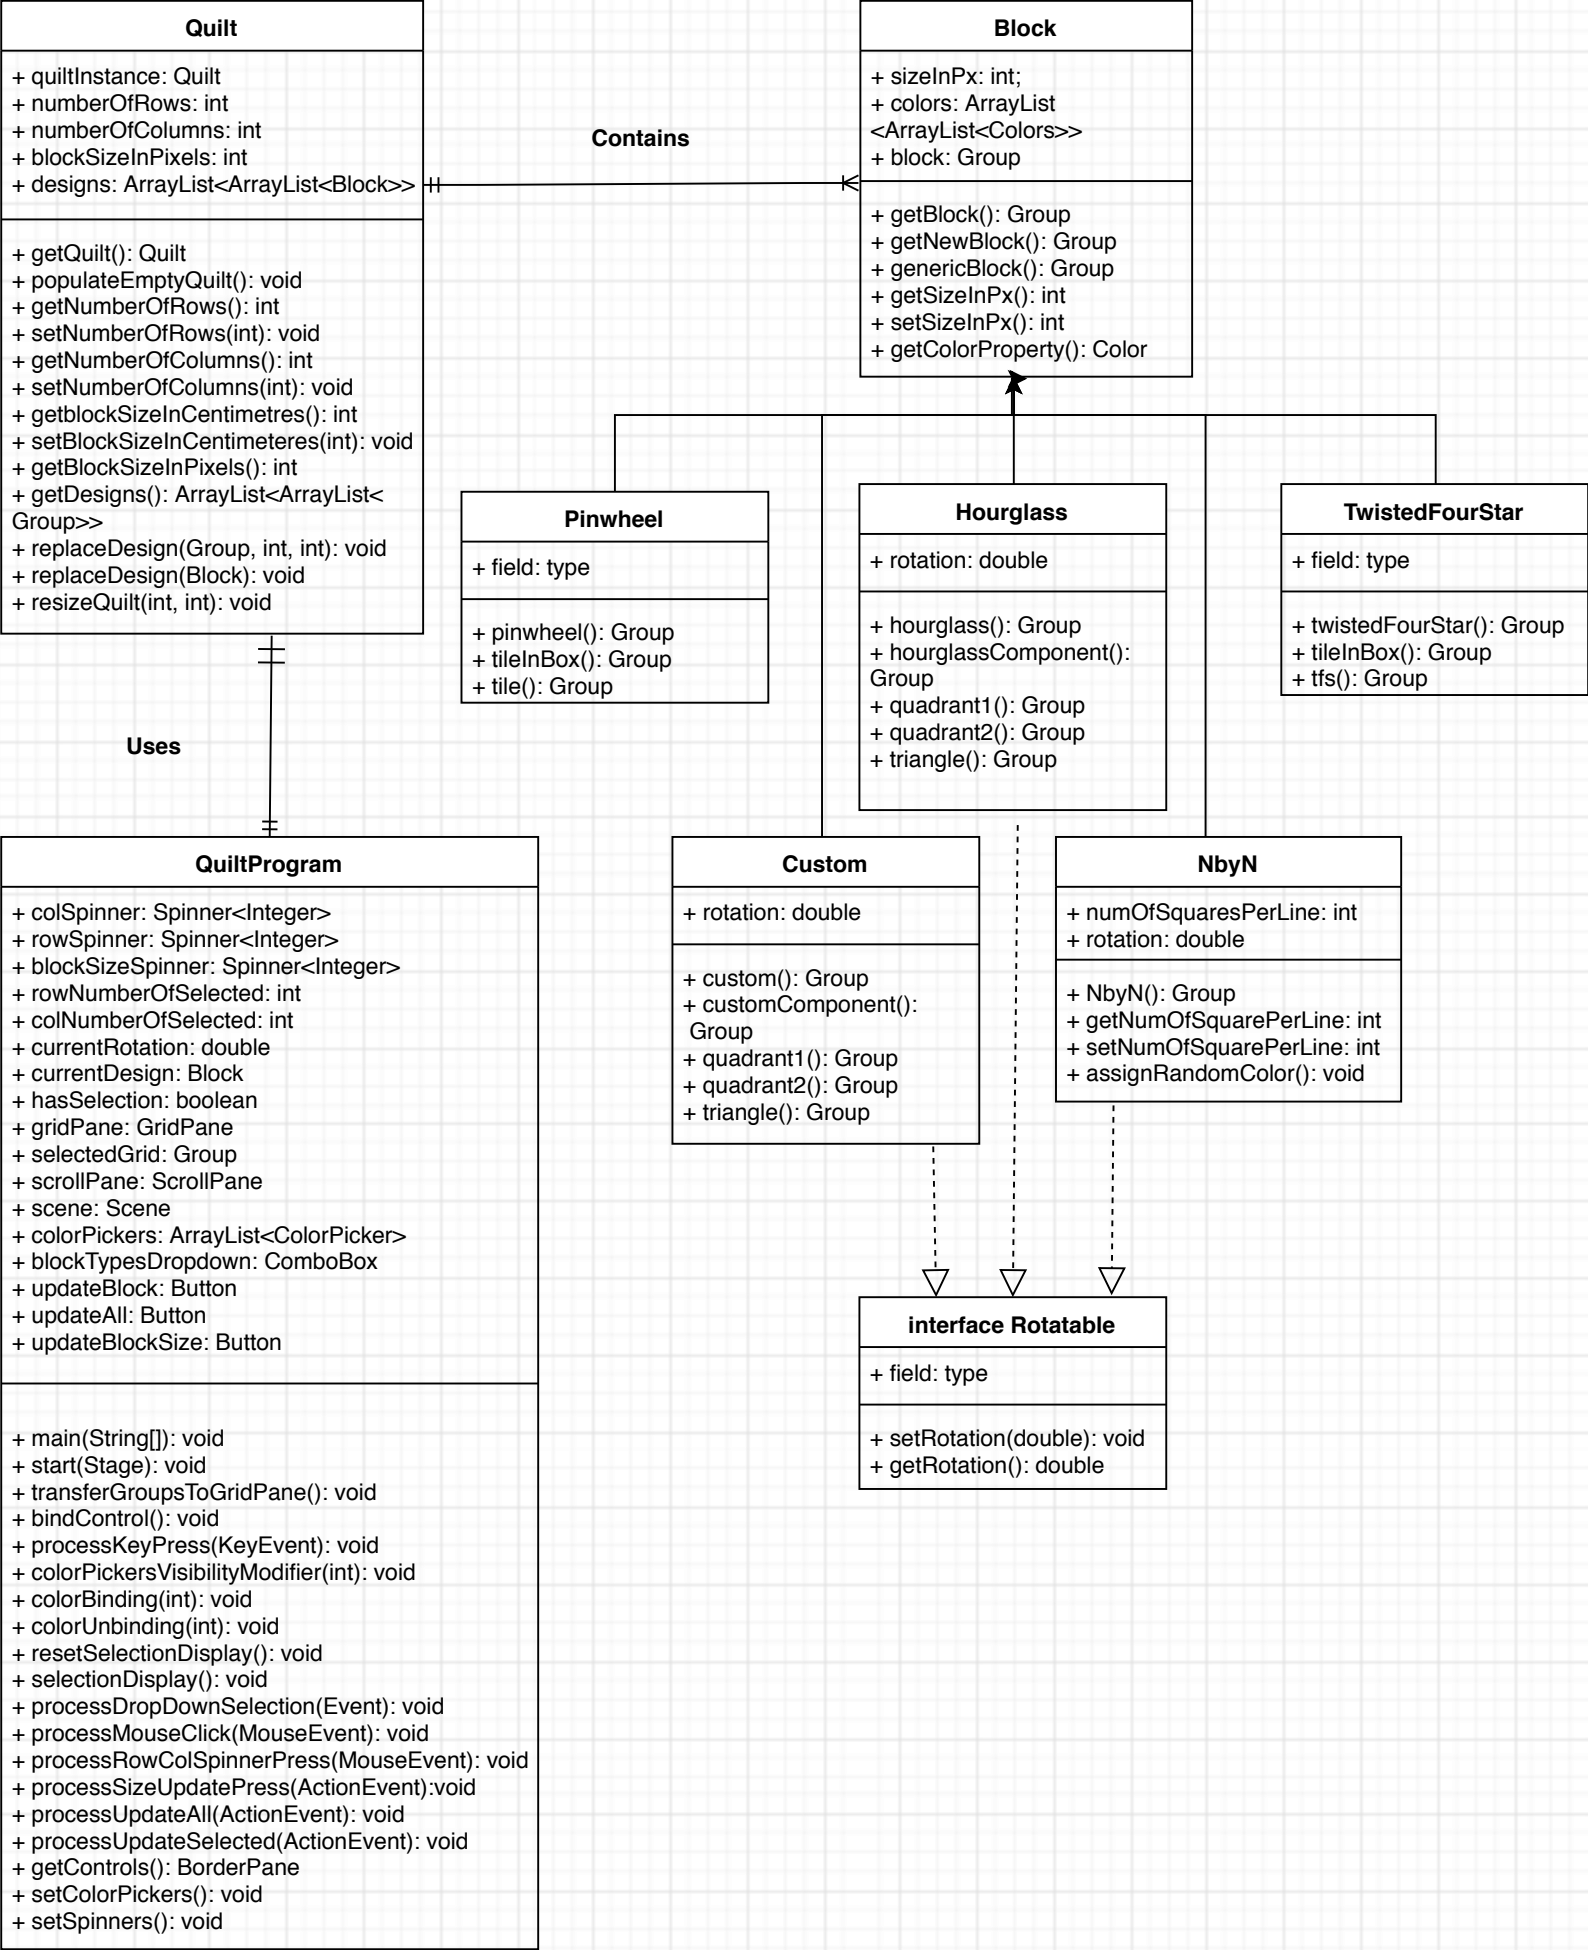 Quilt
+ quiltInstance: Quilt
+ numberOfRows: int
+ numberOfColumns: int
+ blockSizeInPixels: int
+ designs: ArrayList<ArrayList<Block>>
+ getQuilt(): Quilt
+ populateEmptyQuilt(): void
+ getNumberOfRows(): int
+ setNumberOfRows(int): void
+ getNumberOfColumns(): int
+ setNumberOfColumns(int): void
+ getblockSizeInCentimetres(): int
+ setBlockSizeInCentimeteres(int): void
+ getBlockSizeInPixels(): int
+ getDesigns(): ArrayList<ArrayList<
Group>>
+ replaceDesign(Group, int, int): void
+ replaceDesign(Block): void
+ resizeQuilt(int, int): void
Contains
Block
+ sizeInPx: int;
+ colors: ArrayList
<ArrayList<Colors>>
+ block: Group
+ getBlock(): Group
+ getNewBlock(): Group
+ genericBlock(): Group
+ getSizeInPx(): int
+ setSizeInPx(): int
+ getColorProperty(): Color
Pinwheel
+ field: type
+ pinwheel(): Group
+ tileInBox(): Group
+ tile(): Group
Hourglass
+ rotation: double
+ hourglass(): Group
+ hourglassComponent():
Group
+ quadrant1(): Group
+ quadrant2(): Group
+ triangle(): Group
TwistedFourStar
+ field: type
+ twistedFourStar(): Group
+ tileInBox(): Group
+ tfs(): Group
Uses
QuiltProgram
+ colSpinner: Spinner<Integer>
+ rowSpinner: Spinner<Integer>
+ blockSizeSpinner: Spinner<Integer>
+ rowNumberOfSelected: int
+ colNumberOfSelected: int
+ currentRotation: double
+ currentDesign: Block
+ hasSelection: boolean
+ gridPane: GridPane
+ selectedGrid: Group
+ scrollPane: ScrollPane
+ scene: Scene
+ colorPickers: ArrayList<ColorPicker>
+ blockTypesDropdown: ComboBox
+ updateBlock: Button
+ updateAll: Button
+ updateBlockSize: Button
+ main(String[]): void
+ start(Stage): void
+ transferGroupsToGridPane(): void
+ bindControl(): void
+ processKeyPress(KeyEvent): void
+ colorPickersVisibilityModifier(int): void
+ colorBinding(int): void
+ colorUnbinding(int): void
+ resetSelectionDisplay(): void
+ selectionDisplay(): void
+ processDropDownSelection(Event): void
+ processMouseClick(MouseEvent): void
+ processRowColSpinnerPress(MouseEvent): void
+ processSizeUpdatePress(ActionEvent):void
+ processUpdateAll(ActionEvent): void
+ processUpdateSelected(ActionEvent): void
+ getControls(): BorderPane
+ setColorPickers(): void
+ setSpinners(): void
Custom
+ rotation: double
+ custom(): Group
+ customComponent():
Group
+ quadrant1(): Group
+ quadrant2(): Group
+ triangle(): Group
NbyN
+ numOfSquaresPerLine: int
+ rotation: double
+ NbyN(): Group
+ getNumOfSquarePerLine: int
+ setNumOfSquarePerLine: int
+ assignRandomColor(): void
interface Rotatable
+ field: type
+ setRotation(double): void
+ getRotation(): double